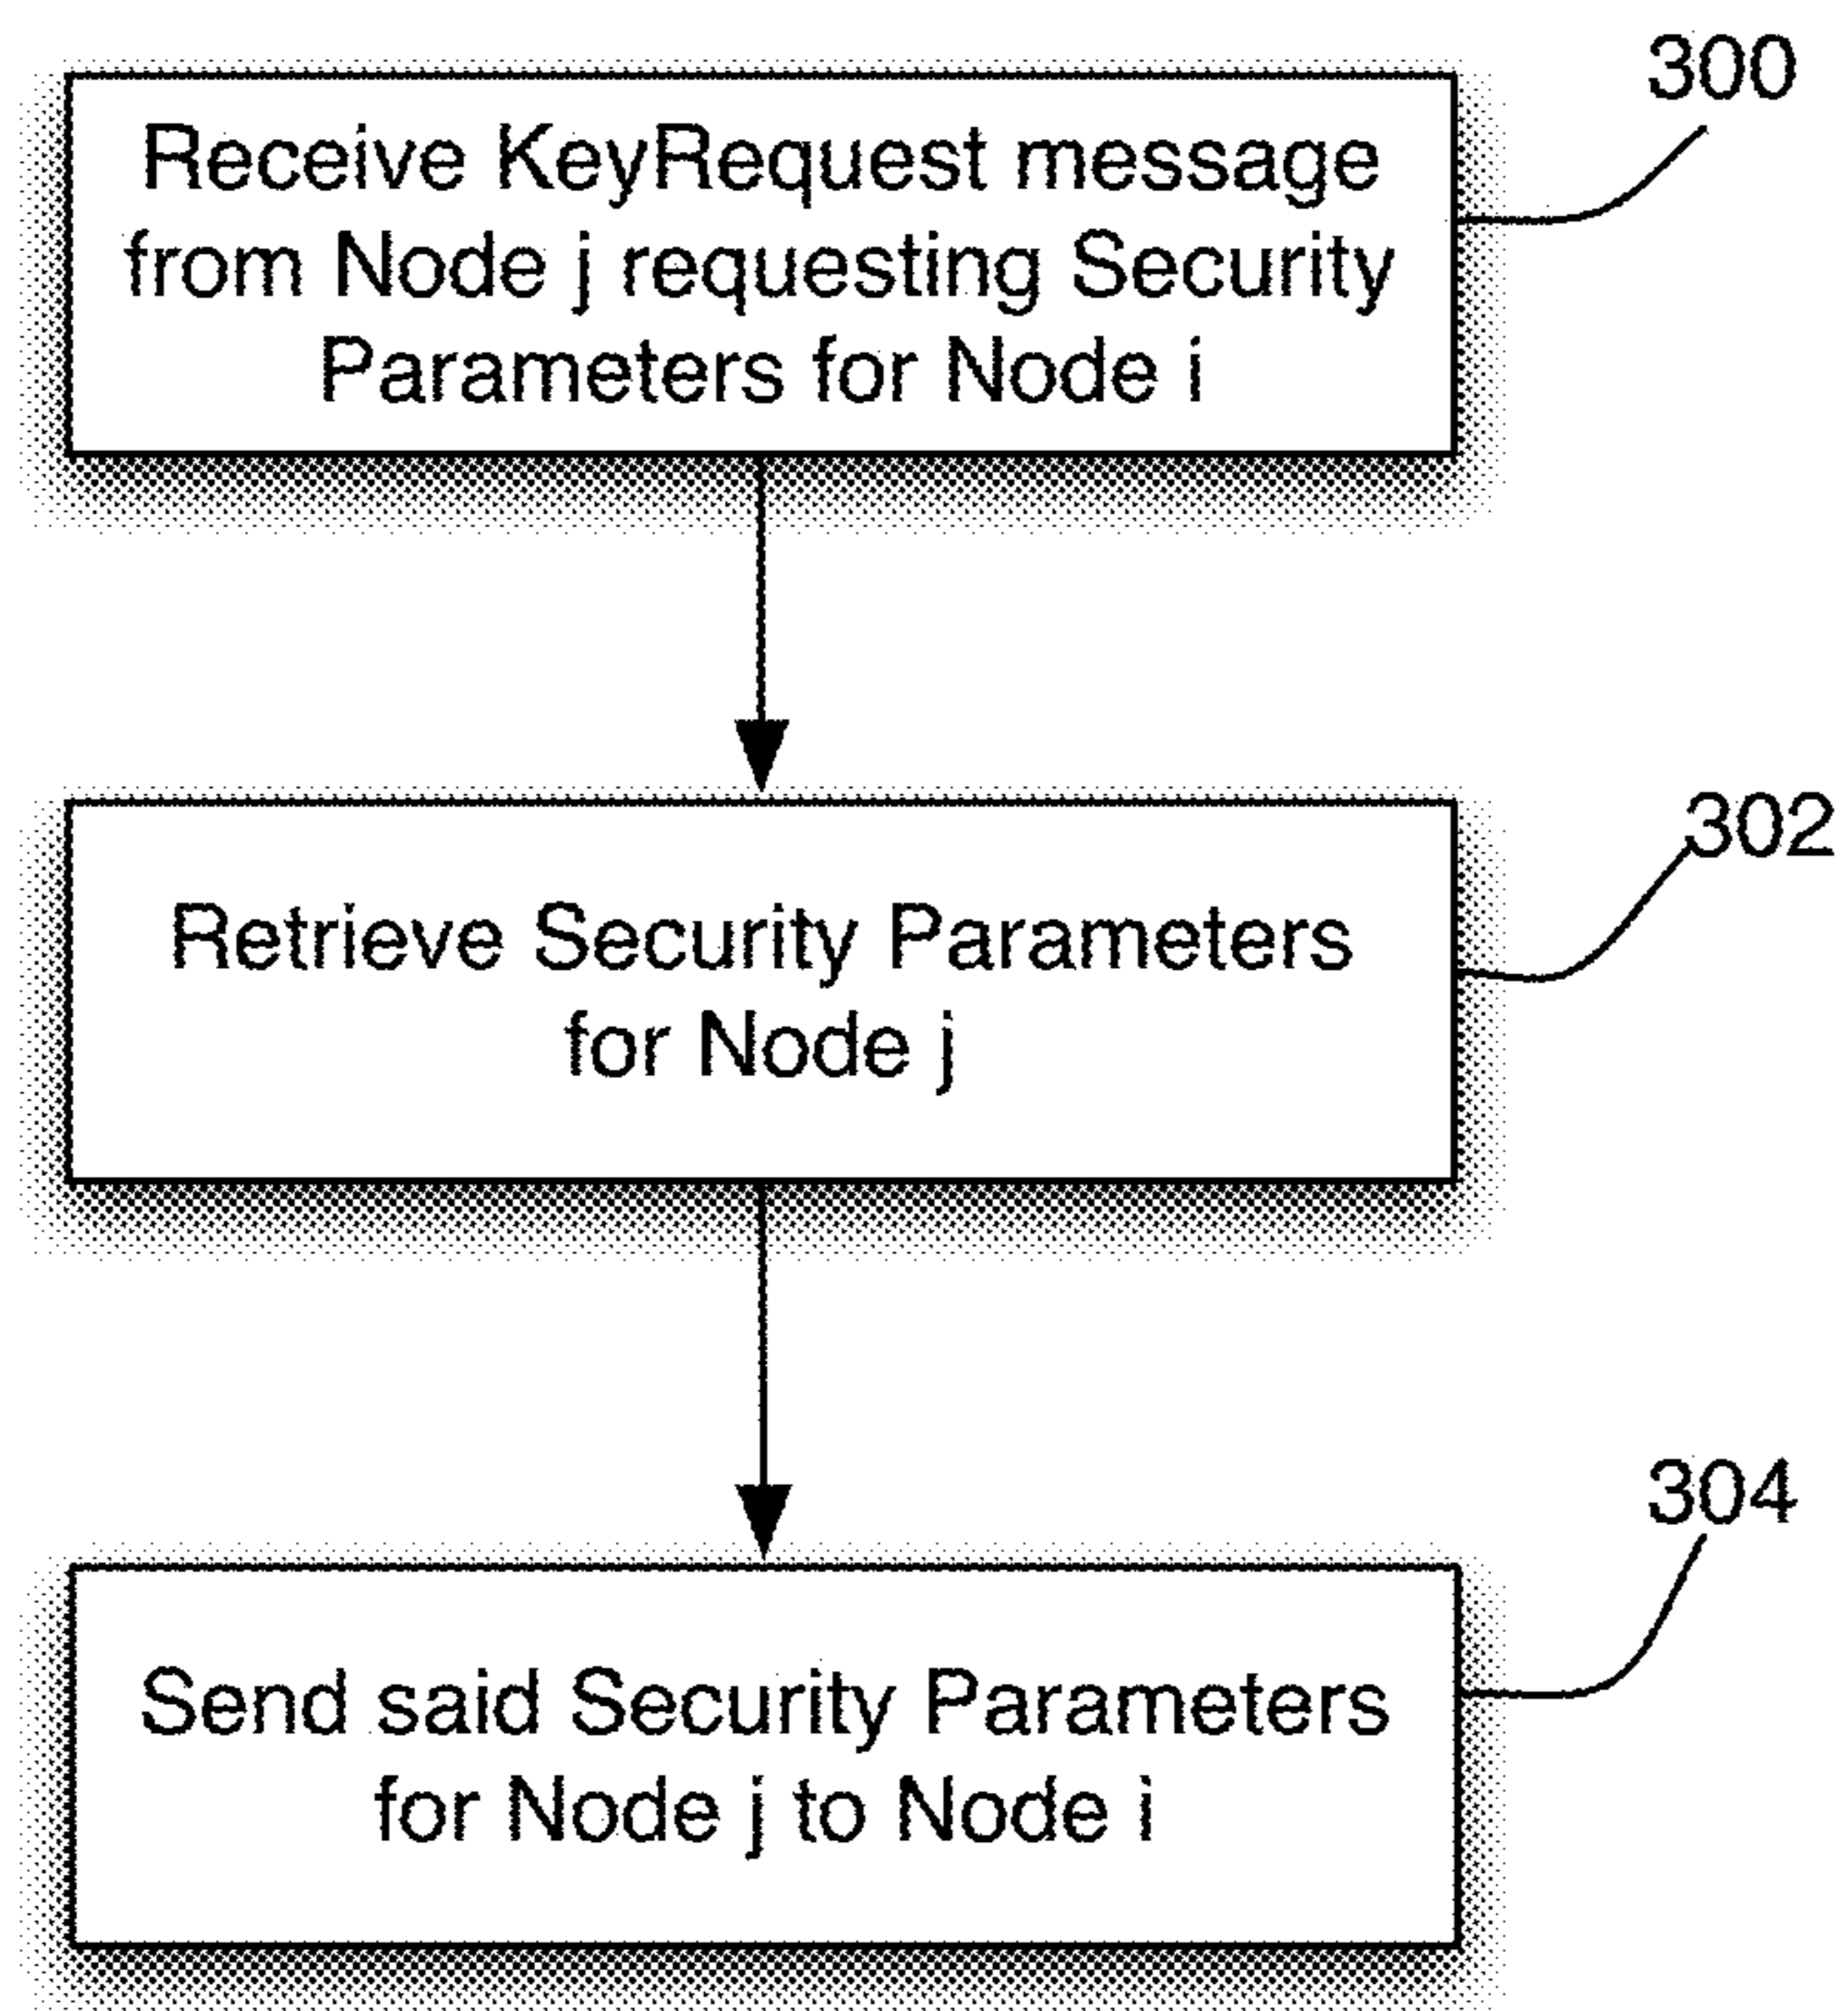 300
Receive KeyRequest message
from Node j requesting Security
Parameters for Node i
302
Retrieve Security Parameters
for Node j
304
Send said Security Parameters
for Node j to Node i